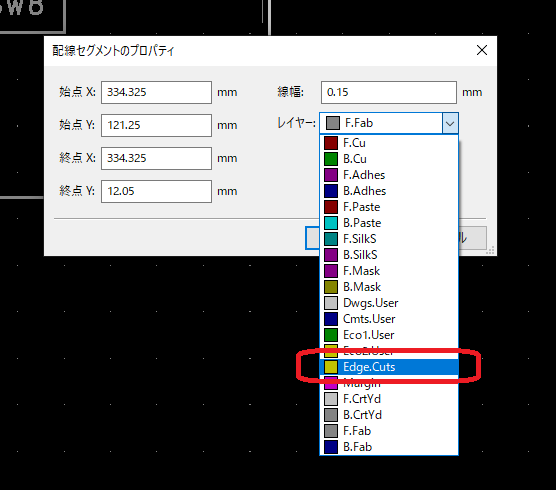 SW8
配線セグメントのプロパティ
始点 X: 334.325 mm 線幅: 0.15 mm
始点 Y: 121.25 mm レイヤー: F.Fab
終点 X: 334.325 mm
終点 Y: 12.05 mm
F.Cu
B.Cu
F.Adhes
B.Adhes
F.Paste
B.Paste
F.SilkS
B.SilkS
F.Mask
B.Mask
Dwgs.User
Cmts.User
Eco1.User
Eco2.User
Edge.Cuts
Margin
F.CrtYd
B.CrtYd
F.Fab
B.Fab
ル